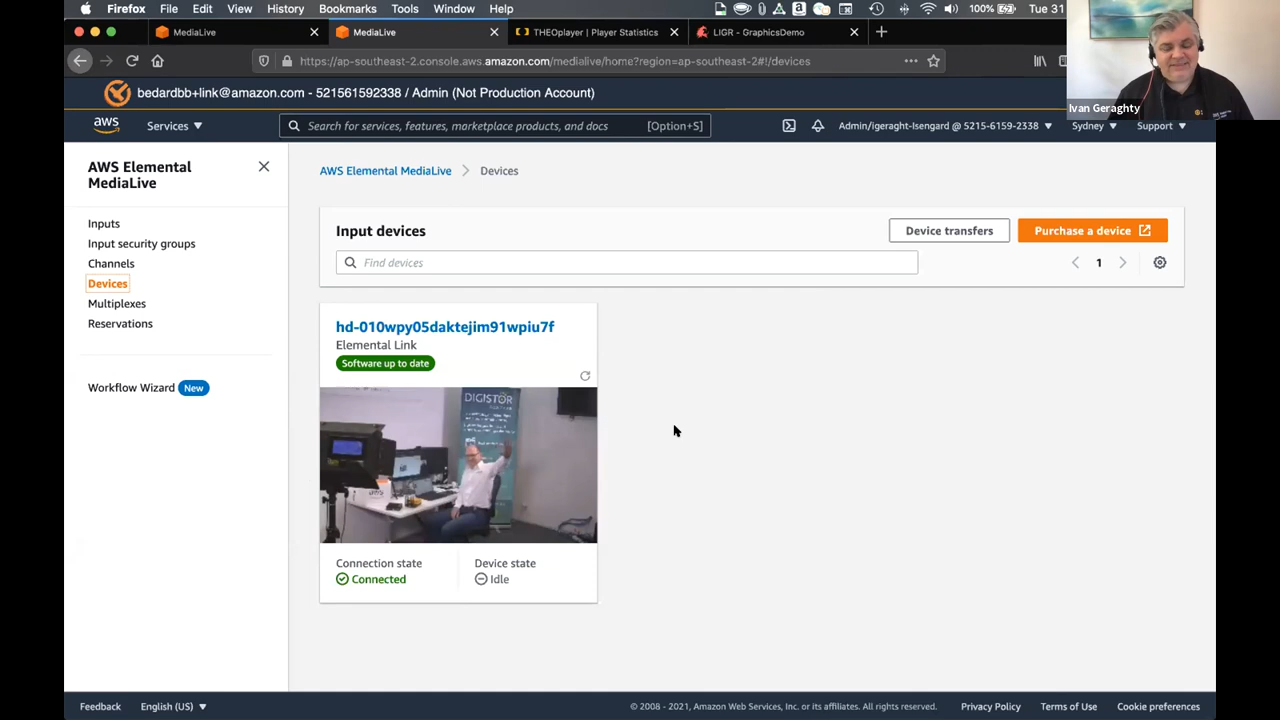 Firefox File Edit View History Bookmarks Tools Window Help 100% Tue 31
MediaLive
MediaLive
THEOplayer | Player Statistics
LIGR - GraphicsDemo
https://ap-southeast-2.console.aws.amazon.com/medialive/home?region=ap-southeast-2#!/devices
bedardbb+link@amazon.com - 521561592338 / Admin (Not Production Account)
Ivan Geraghty
aws Services Search for services, features, marketplace products, and docs [Option+S] Admin/igeraght-Isengard @ 5215-6159-2338 Sydney Support
AWS Elemental
MediaLive
Inputs
Input security groups
Channels
Devices
Multiplexes
Reservations
Workflow Wizard New
AWS Elemental MediaLive Devices
Input devices
Device transfers
Purchase a device
Find devices
1
hd-010wpy05daktejim91wpiu7f
Elemental Link
Software up to date
DIGISTOR
Connection state
Connected
Device state
Idle
Feedback English (US) © 2008 - 2021, Amazon Web Services, Inc. or its affiliates. All rights reserved. Privacy Policy Terms of Use Cookie preferences